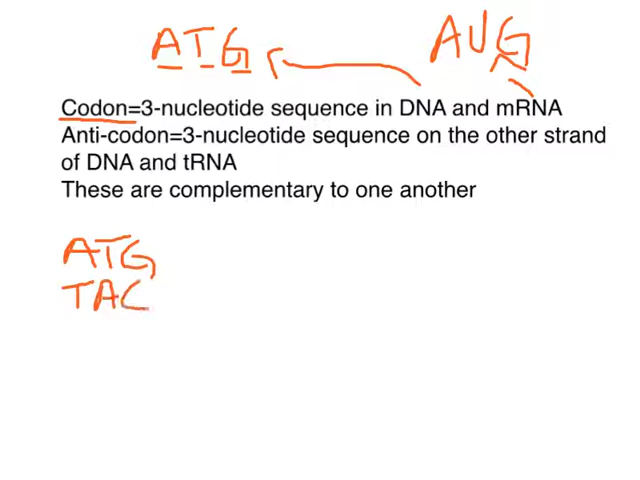 ATG AUG
Codon=3-nucleotide sequence in DNA and mRNA
Anti-codon=3-nucleotide sequence on the other strand
of DNA and tRNA
These are complementary to one another
ATG
TAC